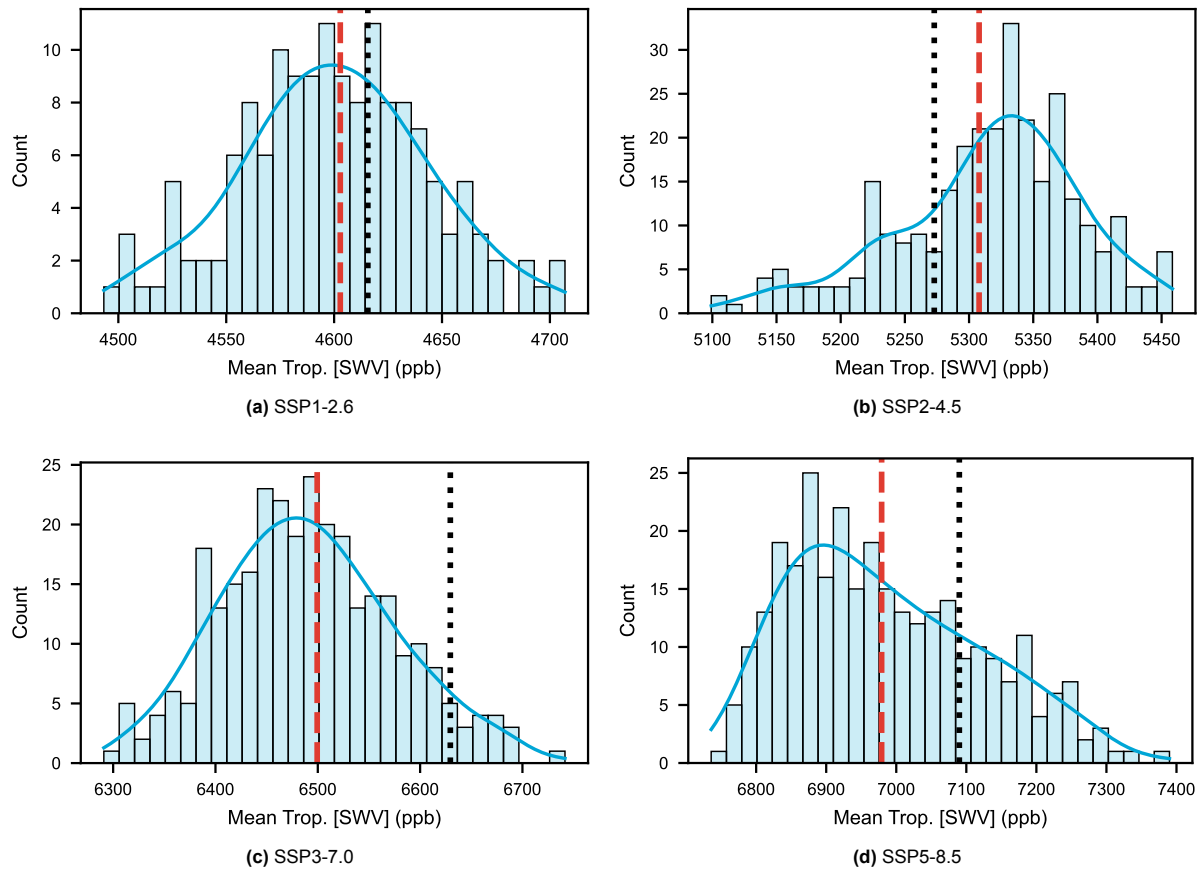 10
8
6
4
2
0
Count
4500 4550 4600 4650 4700
Mean Trop. [SWV] (ppb)
(a) SSP1-2.6
30
25
20
15
10
5
0
Count
5100 5150 5200 5250 5300 5350 5400 5450
Mean Trop. [SWV] (ppb)
(b) SSP2-4.5
25
20
15
10
5
0
Count
6300 6400 6500 6600 6700
Mean Trop. [SWV] (ppb)
(c) SSP3-7.0
25
20
15
10
5
0
Count
6800 6900 7000 7100 7200 7300 7400
Mean Trop. [SWV] (ppb)
(d) SSP5-8.5